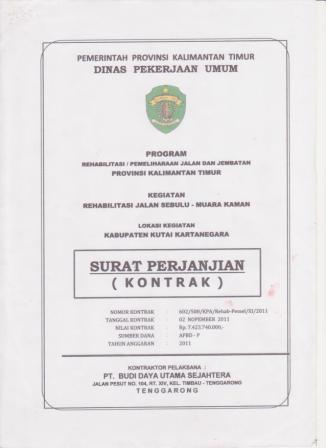 PEMERINTAH PROVINSI KALIMANTAN TIMUR
DINAS PEKERJAAN UMUM
PROGRAM
REHABILITASI / PEMELIHARAAN JALAN DAN JEMBATAN
PROVINSI KALIMANTAN TIMUR
KEGIATAN
REHABILITASI JALAN SEBULU - MUARA KAMAN
LOKASI KEGIATAN
KABUPATEN KUTAI KARTANEGARA
SURAT PERJANJIAN
( KONTRAK )
NOMOR KONTRAK : 602/588/KPA/Rehab-Pemel/XI/2011
TANGGAL KONTRAK : 02 NOPEMBER 2011
NILAI KONTRAK : Rp. 7.423.740.000,-
SUMBER DANA : APBD - P
TAHUN ANGGARAN : 2011
KONTRAKTOR PELAKSANA :
PT. BUDI DAYA UTAMA SEJAHTERA
JALAN PESUT NO. 104, RT. XIV, KEL. TIMBAU - TENGGARONG
TENGGARONG